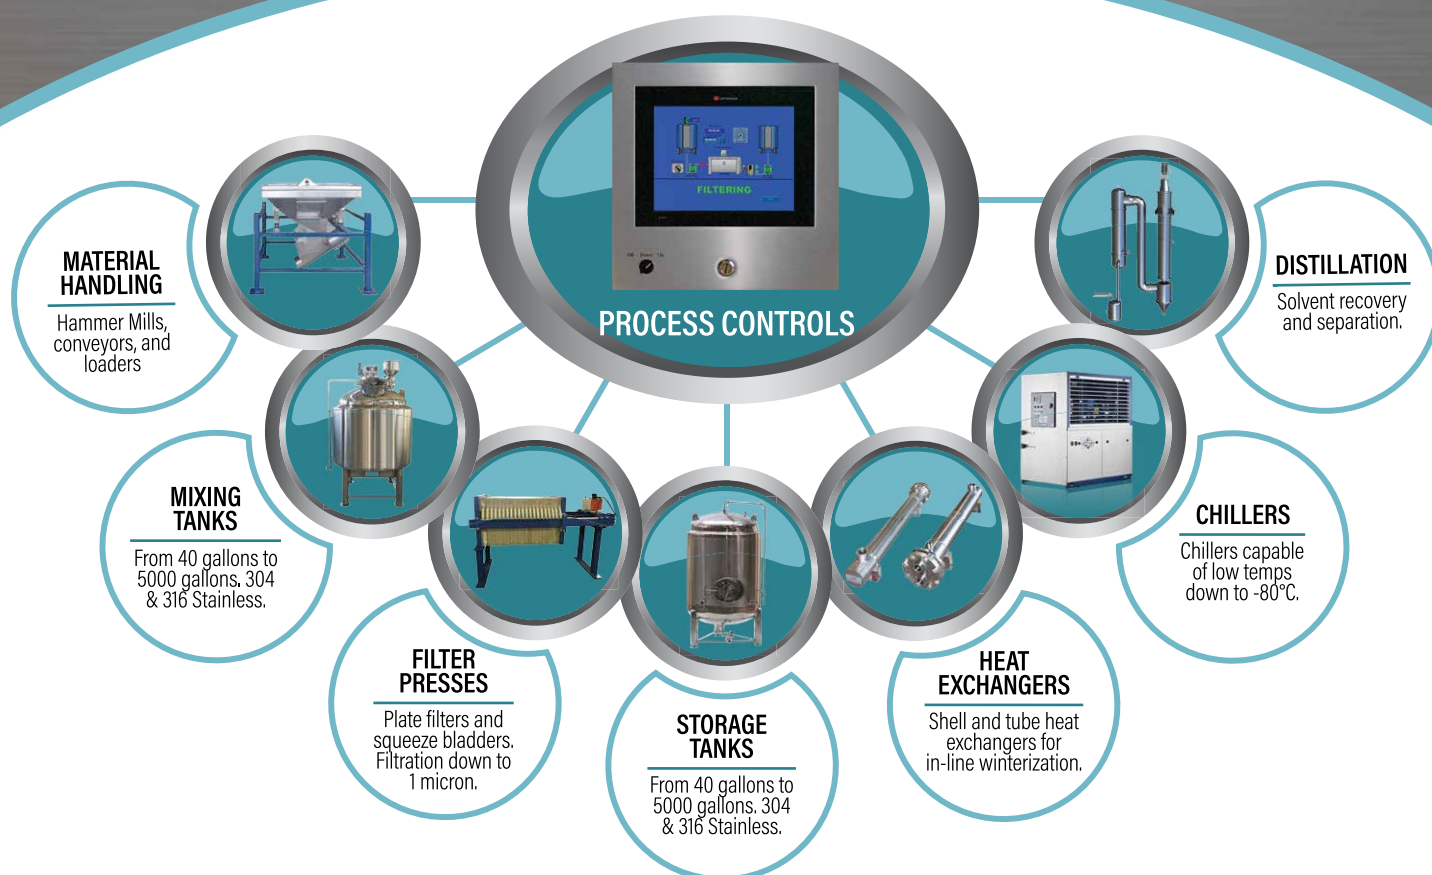 FILTERING
PROCESS CONTROLS
MATERIAL
HANDLING
Hammer Mills,
conveyors, and
loaders
MIXING
TANKS
From 40 gallons to
5000 gallons. 304
& 316 Stainless.
FILTER
PRESSES
Plate filters and
squeeze bladders.
Filtration down to
1 micron.
STORAGE
TANKS
From 40 gallons to
5000 gallons. 304
& 316 Stainless.
HEAT
EXCHANGERS
Shell and tube heat
exchangers for
in-line winterization.
CHILLERS
Chillers capable
of low temps
down to -80°C.
DISTILLATION
Solvent recovery
and separation.